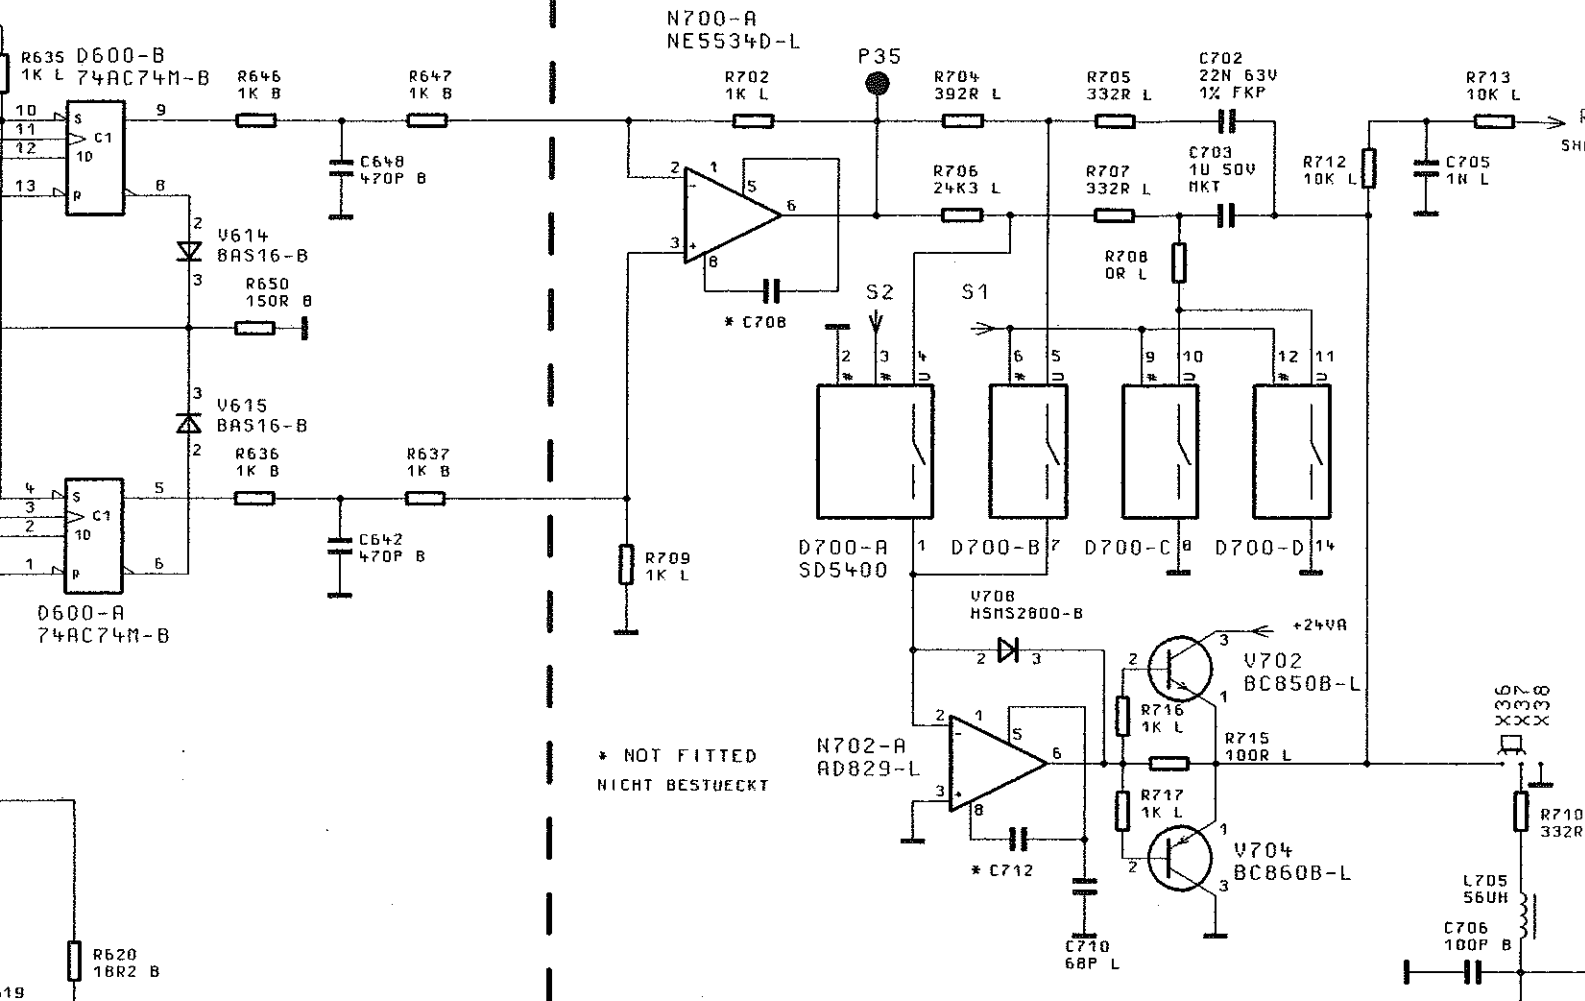 N700-A
NE5534D-L
R635
1K L
D600-B
74AC74M-B
R646
1K B
R647
1K B
R702
1K L
P35
R704
392R L
R705
332R L
C702
22N 63V
1% FKP
R713
10K L
10
11
12
13
S
C1
1D
R
9
8
C648
470P B
2
3
1
5
6
8
-
+
R706
24K3 L
R707
332R L
C703
1U 50V
MKT
R712
10K L
C705
1N L
2
V614
BAS16-B
3
R650
150R B
* C708
S2
S1
R708
0R L
2
3
4
6
5
9
10
12
11
*
*
U
*
U
*
U
*
U
3
V615
BAS16-B
2
R636
1K B
R637
1K B
4
3
2
1
S
C1
1D
R
5
6
C642
470P B
R709
1K L
D600-A
74AC74M-B
D700-A
SD5400
1
D700-B
7
D700-C
8
D700-D
14
V708
HSMS2800-B
2
3
+24VA
3
2
1
V702
BC850B-L
R716
1K L
X36
X37
X38
* NOT FITTED
NICHT BESTUECKT
N702-A
AD829-L
2
1
5
6
3
8
-
+
R715
100R L
R717
1K L
R710
332R
* C712
2
1
3
V704
BC860B-L
L705
56UH
C710
68P L
C706
100P B
R620
18R2 B
619